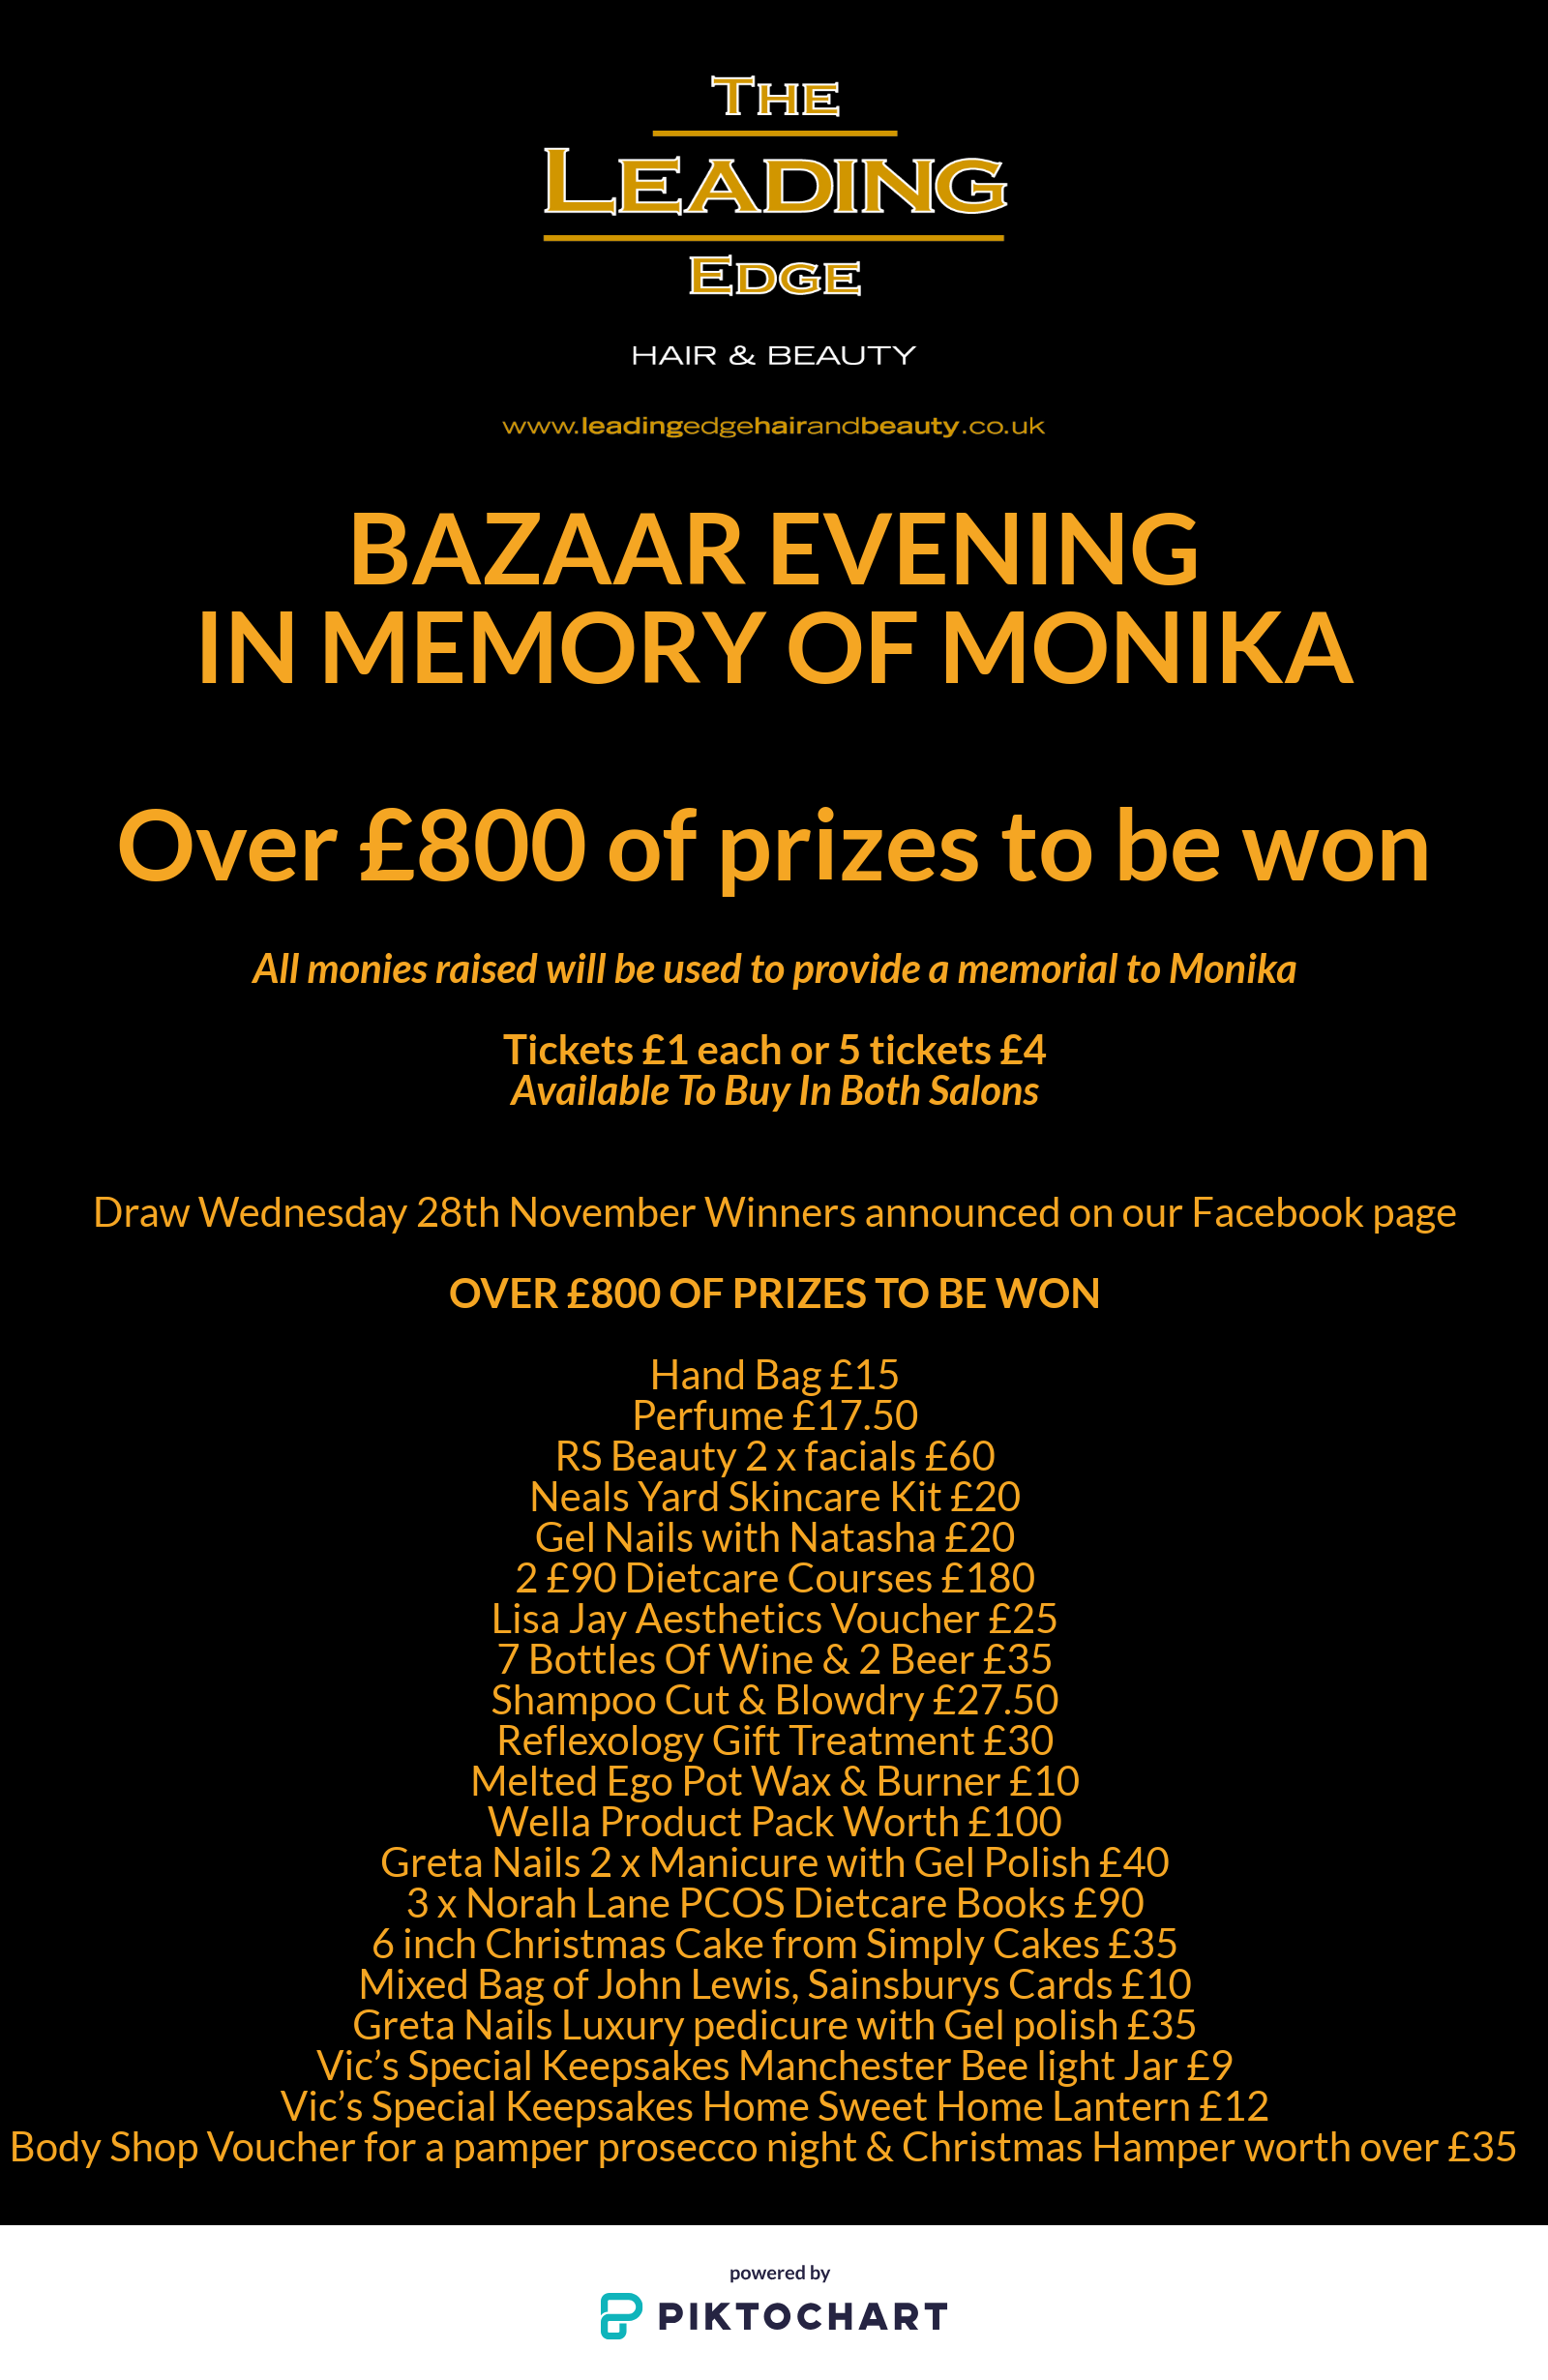 THE
LEADING
EDGE
HAIR & BEAUTY
www.leadingedgehairandbeauty.co.uk
BAZAAR EVENING
IN MEMORY OF MONIKA
Over £800 of prizes to be won
All monies raised will be used to provide a memorial to Monika
Tickets £1 each or 5 tickets £4
Available To Buy In Both Salons
Draw Wednesday 28th November Winners announced on our Facebook page
OVER £800 OF PRIZES TO BE WON
Hand Bag £15
Perfume £17.50
RS Beauty 2 x facials £60
Neals Yard Skincare Kit £20
Gel Nails with Natasha £20
2 £90 Dietcare Courses £180
Lisa Jay Aesthetics Voucher £25
7 Bottles Of Wine & 2 Beer £35
Shampoo Cut & Blowdry £27.50
Reflexology Gift Treatment £30
Melted Ego Pot Wax & Burner £10
Wella Product Pack Worth £100
Greta Nails 2 x Manicure with Gel Polish £40
3 x Norah Lane PCOS Dietcare Books £90
6 inch Christmas Cake from Simply Cakes £35
Mixed Bag of John Lewis, Sainsburys Cards £10
Greta Nails Luxury pedicure with Gel polish £35
Vic’s Special Keepsakes Manchester Bee light Jar £9
Vic’s Special Keepsakes Home Sweet Home Lantern £12
Body Shop Voucher for a pamper prosecco night & Christmas Hamper worth over £35
powered by
PIKTOCHART